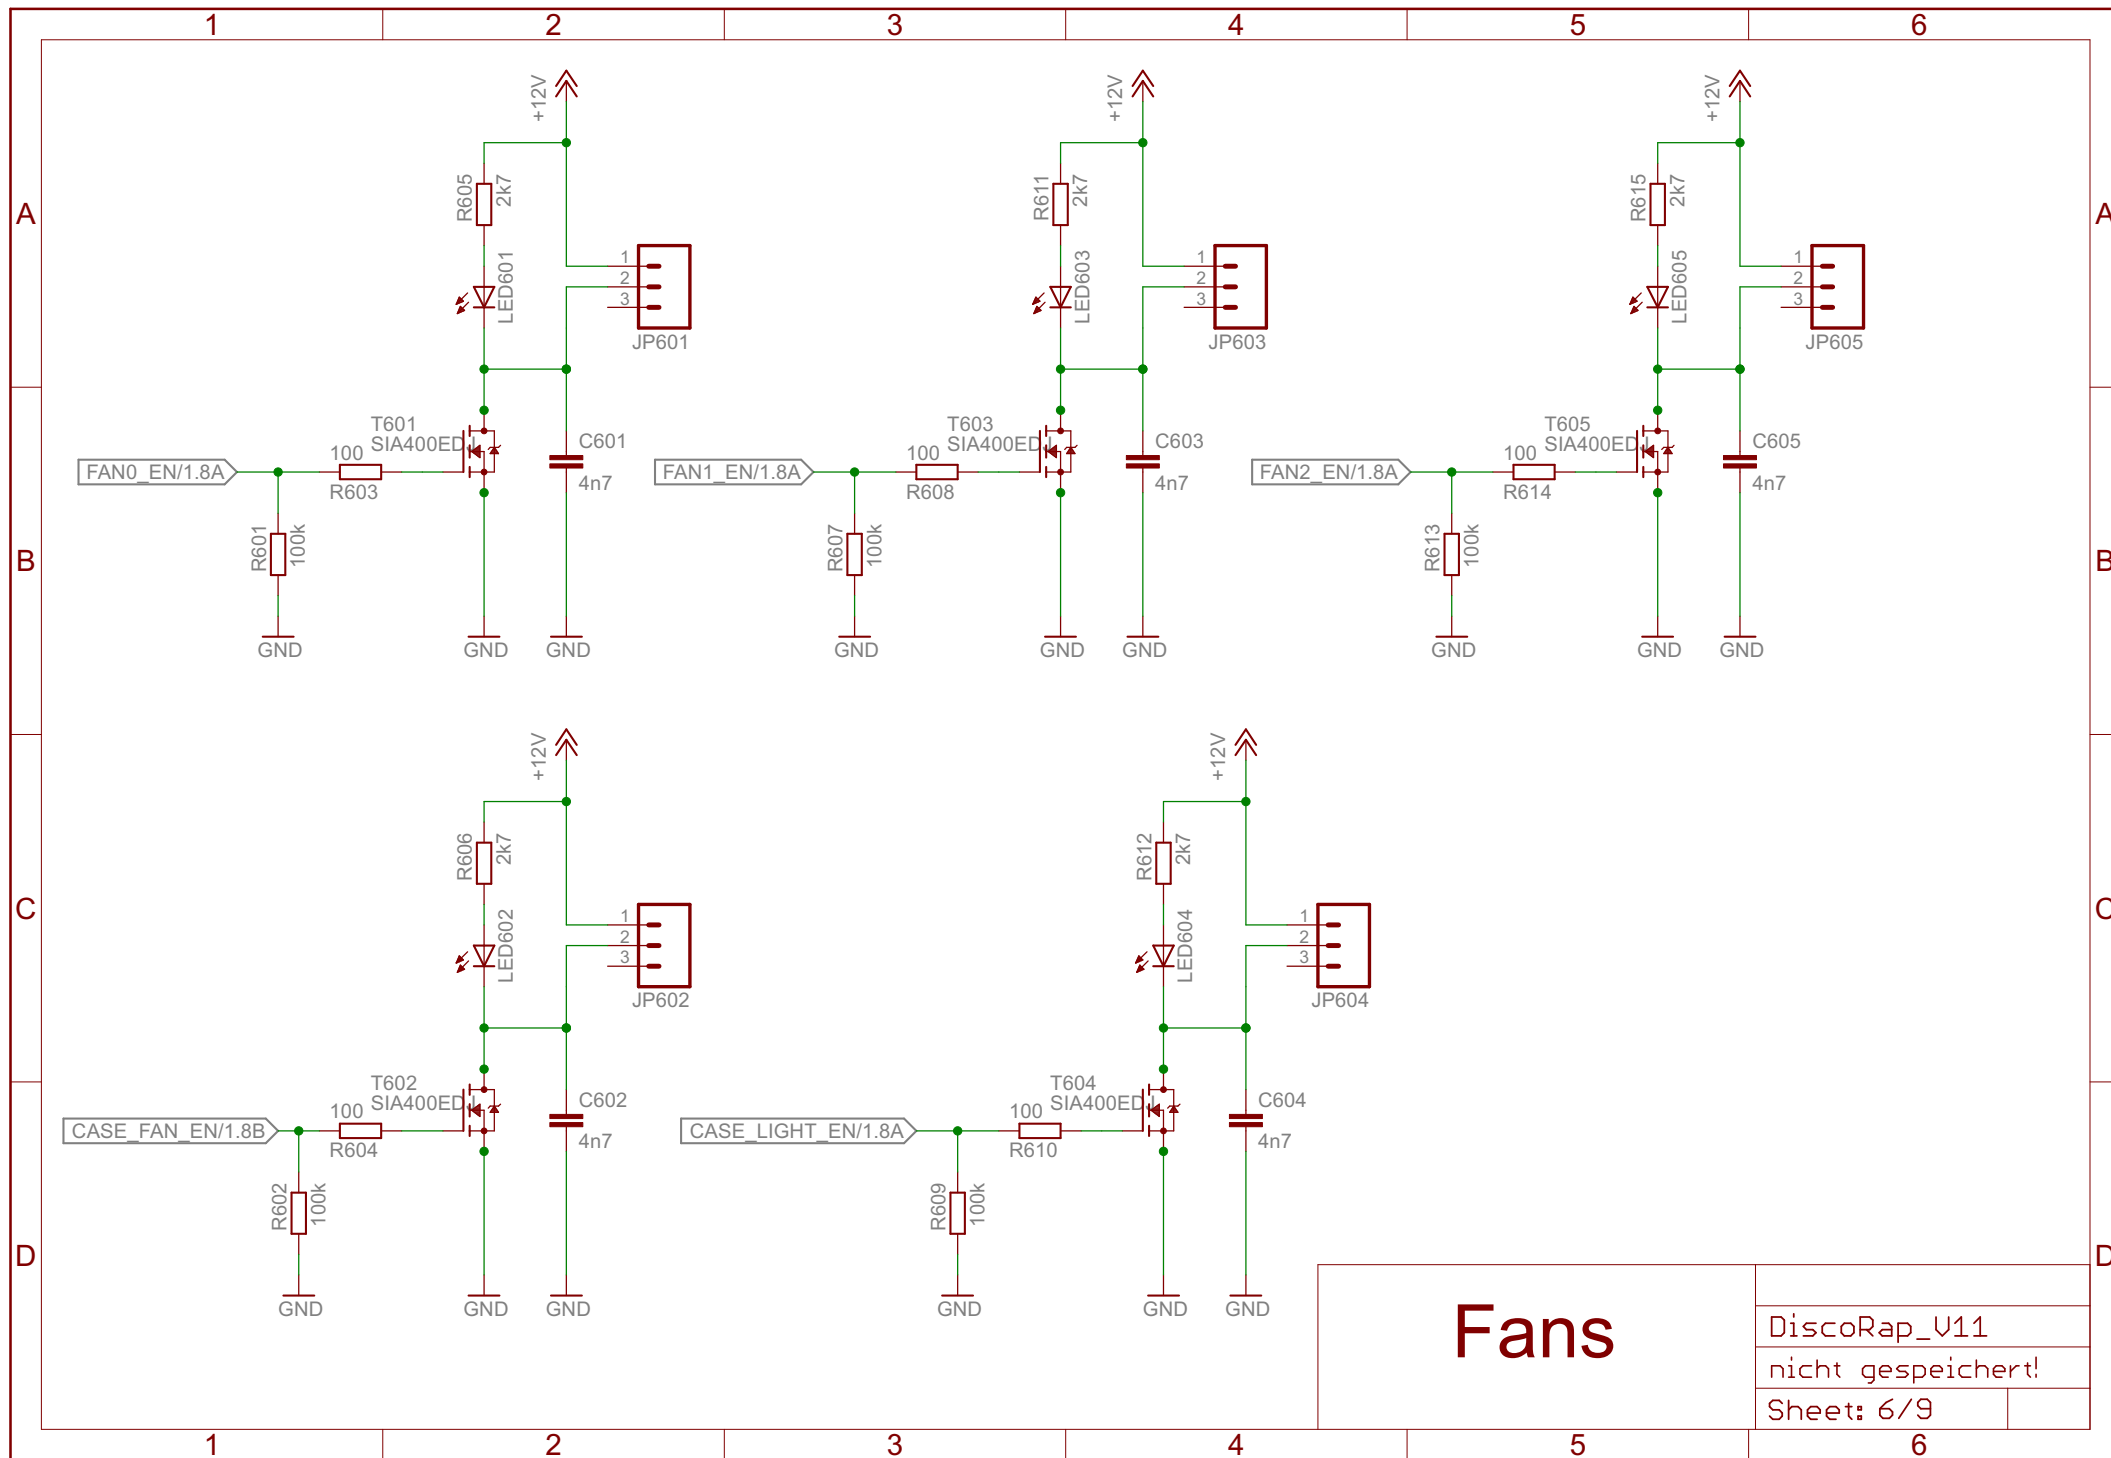 1 2 3 4 5 6
A A
B B
C C
D D
+12V
R605
2k7
LED601
1
2
3
JP601
T601
SIA400EDJ
FAN0_EN/1.8A
100
R603
C601
4n7
R601
100k
GND GND GND
+12V
R611
2k7
LED603
1
2
3
JP603
T603
SIA400EDJ
FAN1_EN/1.8A
100
R608
C603
4n7
R607
100k
GND GND GND
+12V
R615
2k7
LED605
1
2
3
JP605
T605
SIA400EDJ
FAN2_EN/1.8A
100
R614
C605
4n7
R613
100k
GND GND GND
+12V
R606
2k7
LED602
1
2
3
JP602
T602
SIA400EDJ
CASE_FAN_EN/1.8B
100
R604
C602
4n7
R602
100k
GND GND GND
+12V
R612
2k7
LED604
1
2
3
JP604
T604
SIA400EDJ
CASE_LIGHT_EN/1.8A
100
R610
C604
4n7
R609
100k
GND GND GND
Fans
DiscoRap_V11
nicht gespeichert!
Sheet: 6/9
1 2 3 4 5 6